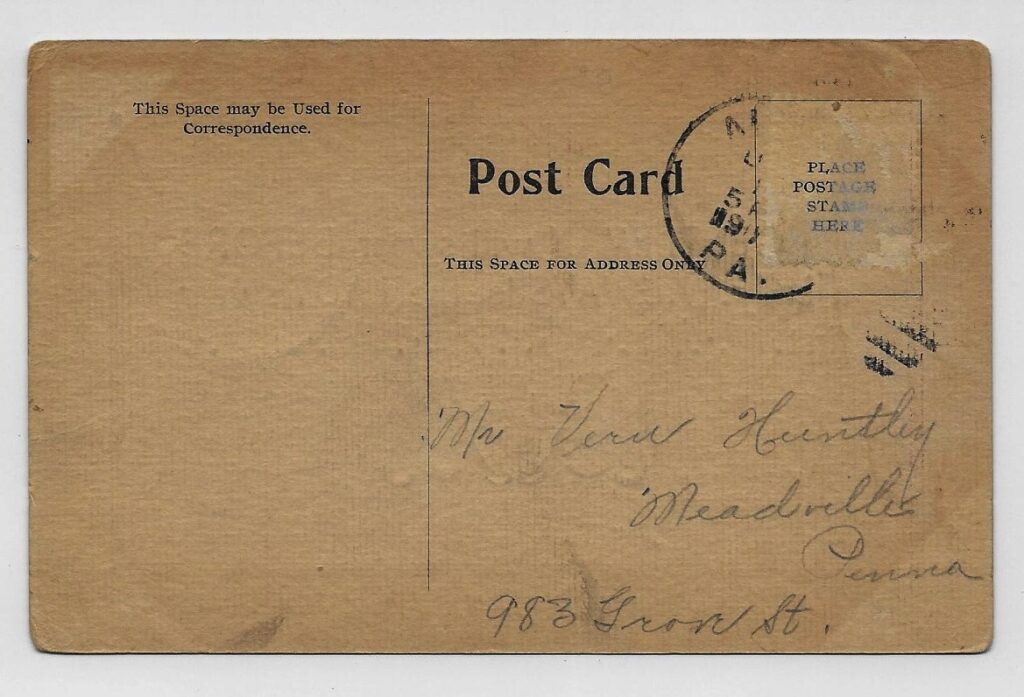 This Space may be Used for
Correspondence.
Post Card
This Space for Address Only
PLACE
POSTAGE
STAMP
HERE
PA.
Mr Vern Huntley
Meadville
Penna
983 Grove St.